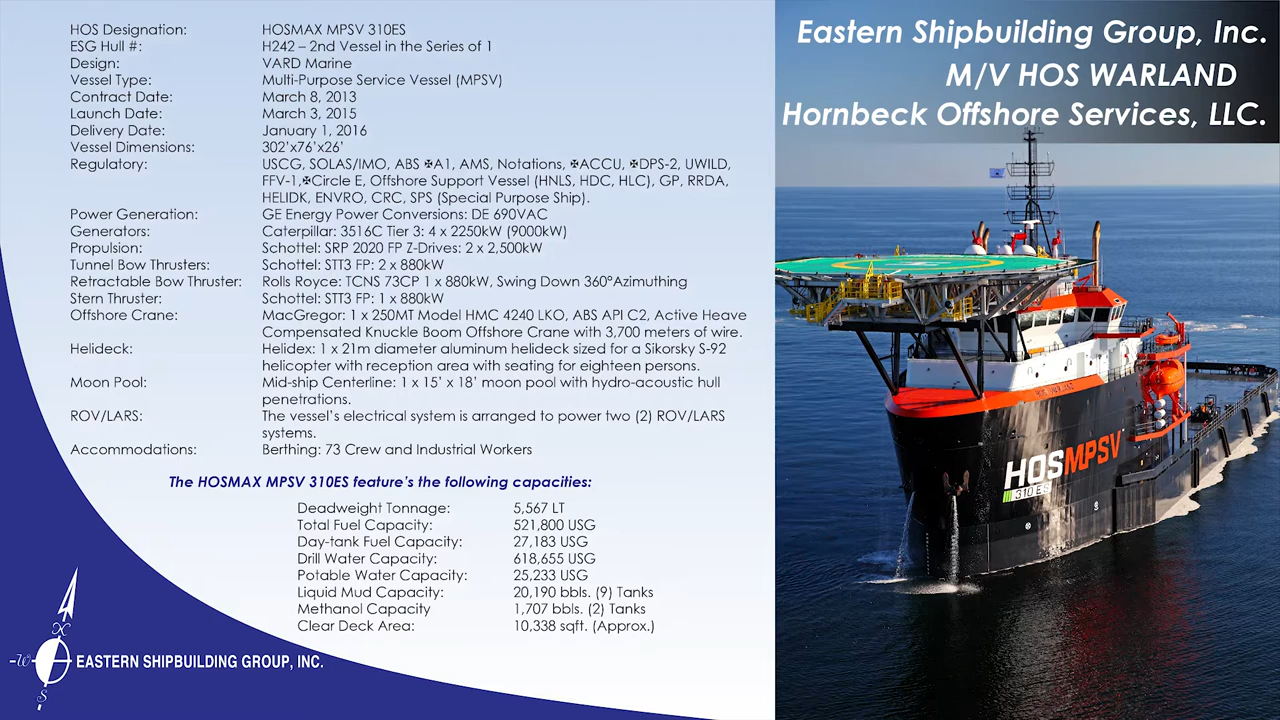 HOS Designation: HOSMAX MPSV 310ES
ESG Hull #: H242 – 2nd Vessel in the Series of 1
Design: VARD Marine
Vessel Type: Multi-Purpose Service Vessel (MPSV)
Contract Date: March 8, 2013
Launch Date: March 3, 2015
Delivery Date: January 1, 2016
Vessel Dimensions: 302'x76'x26'
Regulatory: USCG, SOLAS/IMO, ABS ✠A1, AMS, Notations, ✠ACCU, ✠DPS-2, UWILD,
FFV-1,✠Circle E, Offshore Support Vessel (HNLS, HDC, HLC), GP, RRDA,
HELIDK, ENVRO, CRC, SPS (Special Purpose Ship).
Power Generation: GE Energy Power Conversions: DE 690VAC
Generators: Caterpillar: 3516C Tier 3: 4 x 2250kW (9000kW)
Propulsion: Schottel: SRP 2020 FP Z-Drives: 2 x 2,500kW
Tunnel Bow Thrusters: Schottel: STT3 FP: 2 x 880kW
Retractable Bow Thruster: Rolls Royce: TCNS 73CP 1 x 880kW, Swing Down 360°Azimuthing
Stern Thruster: Schottel: STT3 FP: 1 x 880kW
Offshore Crane: MacGregor: 1 x 250MT Model HMC 4240 LKO, ABS API C2, Active Heave
Compensated Knuckle Boom Offshore Crane with 3,700 meters of wire.
Helideck: Helidex: 1 x 21m diameter aluminum helideck sized for a Sikorsky S-92
helicopter with reception area with seating for eighteen persons.
Moon Pool: Mid-ship Centerline: 1 x 15' x 18' moon pool with hydro-acoustic hull
penetrations.
ROV/LARS: The vessel's electrical system is arranged to power two (2) ROV/LARS
systems.
Accommodations: Berthing: 73 Crew and Industrial Workers
The HOSMAX MPSV 310ES feature's the following capacities:
Deadweight Tonnage: 5,567 LT
Total Fuel Capacity: 521,800 USG
Day-tank Fuel Capacity: 27,183 USG
Drill Water Capacity: 618,655 USG
Potable Water Capacity: 25,233 USG
Liquid Mud Capacity: 20,190 bbls. (9) Tanks
Methanol Capacity 1,707 bbls. (2) Tanks
Clear Deck Area: 10,338 sqft. (Approx.)
W
S
EASTERN SHIPBUILDING GROUP, INC.
Eastern Shipbuilding Group, Inc.
M/V HOS WARLAND
Hornbeck Offshore Services, LLC.
HOSMPSV
310 ES